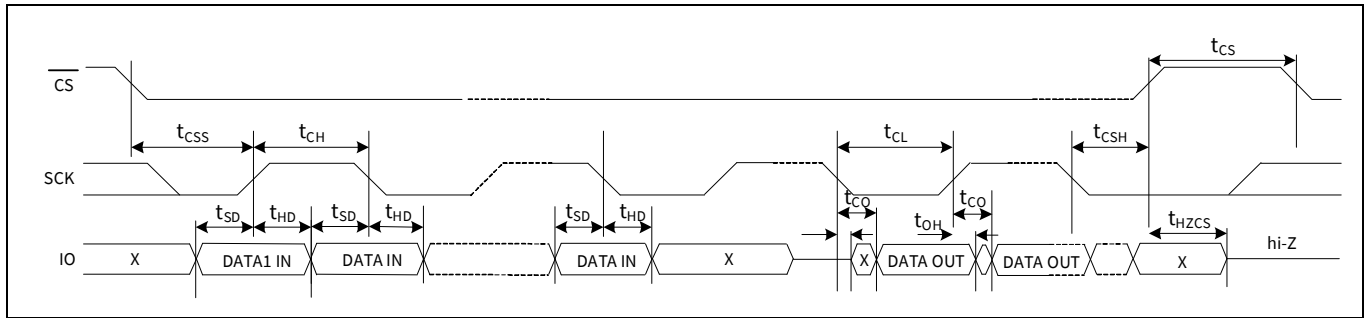 tCS
CS
tCSS
tCH
tCL
tCSH
SCK
tSD
tHD
tSD
tHD
tSD
tHD
tCO
tOH
tCO
tHZCS
IO
X
DATA1 IN
DATA IN
DATA IN
X
X
DATA OUT
DATA OUT
X
hi-Z